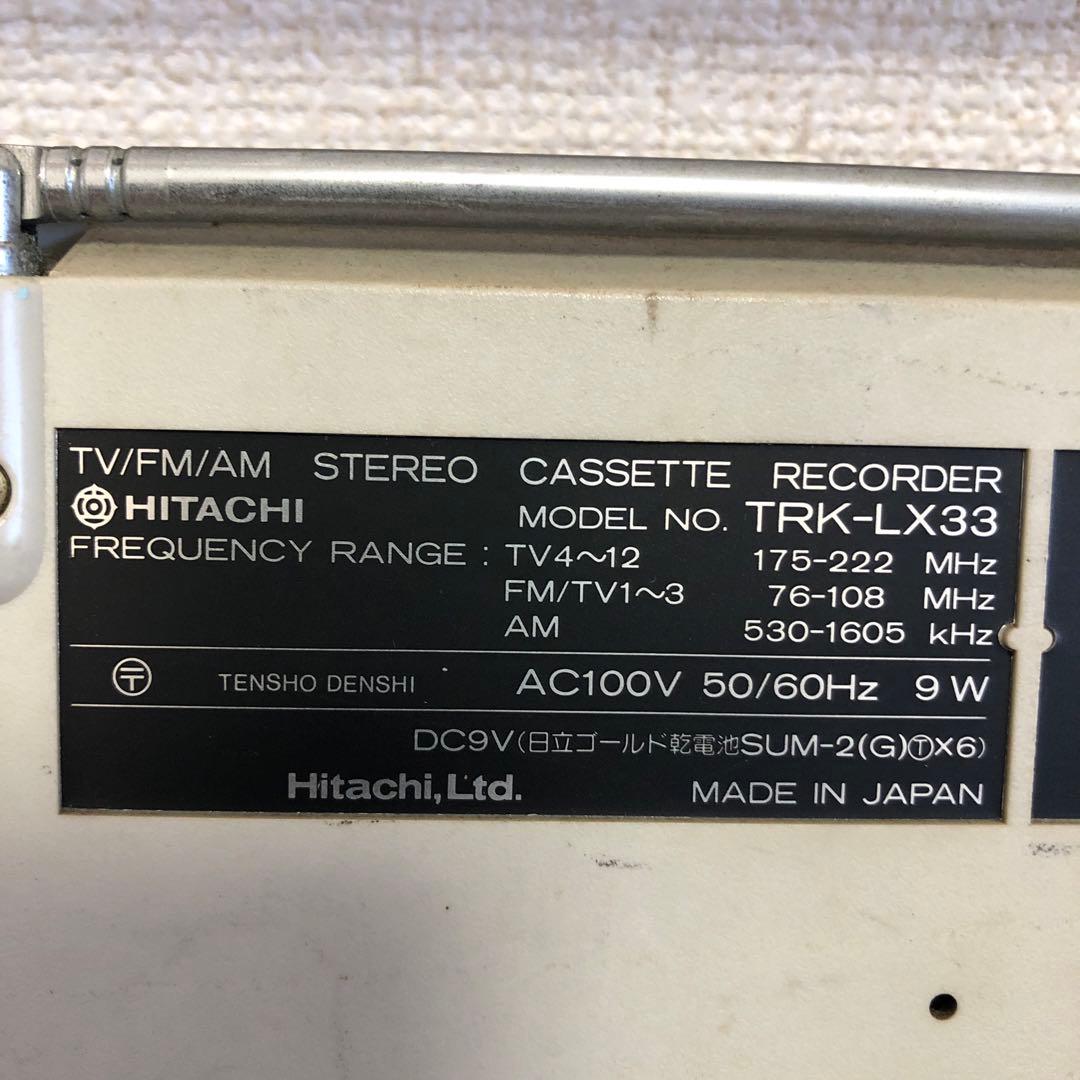 TV/FM/AM STEREO CASSETTE RECORDER
HITACHI MODEL NO. TRK-LX33
FREQUENCY RANGE : TV4~12 175-222 MHz
FM/TV1~3 76-108 MHz
AM 530-1605 kHz
〶 TENSHO DENSHI AC100V 50/60Hz 9W
DC9V(日立ゴールド乾電池SUM-2(G)ⓉX6)
Hitachi, Ltd. MADE IN JAPAN